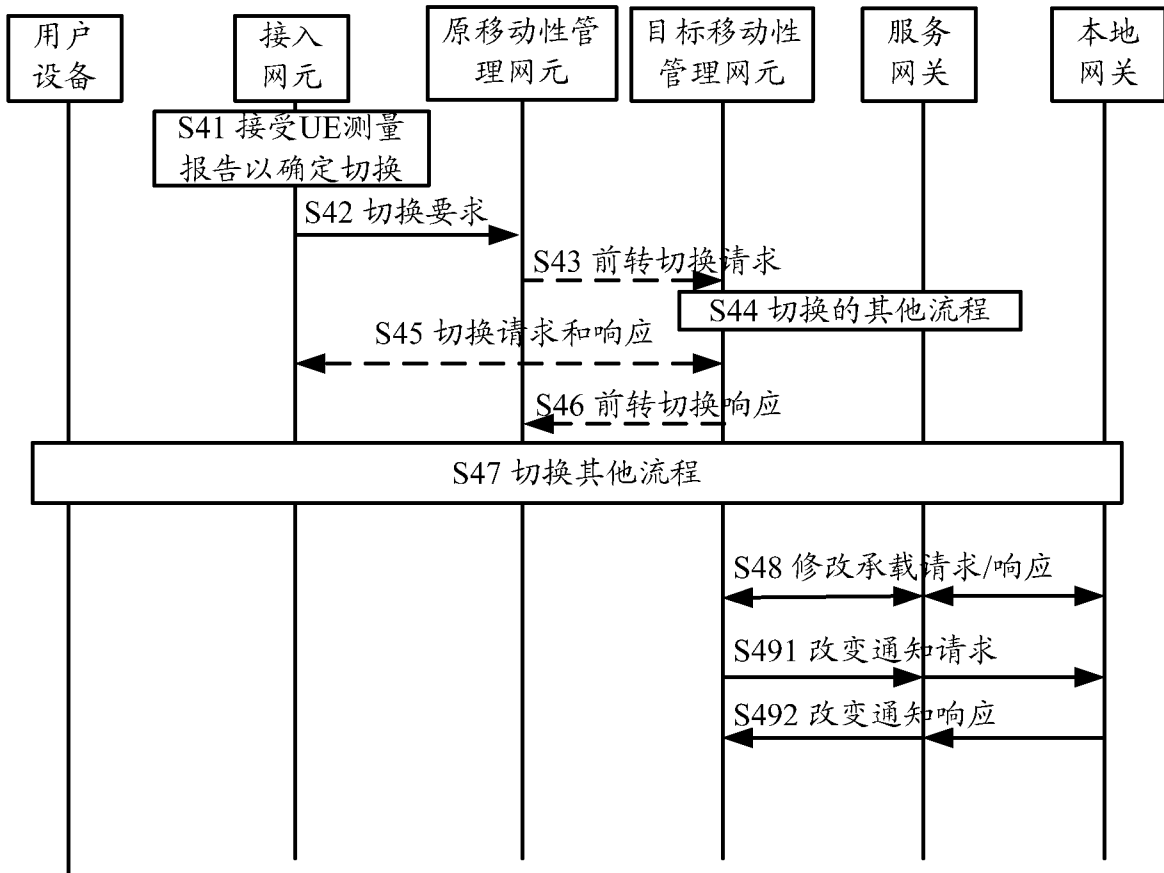 用户
设备
接入
网元
原移动性管
理网元
目标移动性
管理网元
服务
网关
本地
网关
S41 接受UE测量
报告以确定切换
S42 切换要求
S43 前转切换请求
S44 切换的其他流程
S45 切换请求和响应
S46 前转切换响应
S47 切换其他流程
S48 修改承载请求/响应
S491 改变通知请求
S492 改变通知响应